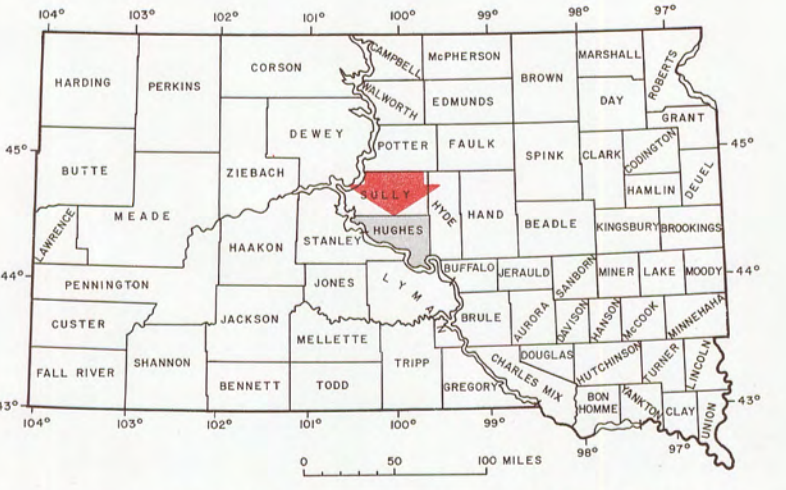 104° 103° 102° 101° 100° 99° 98° 97°
HARDING
PERKINS
CORSON
CAMPBELL
McPHERSON
BROWN
MARSHALL
ROBERTS
WALWORTH
EDMUNDS
DAY
GRANT
DEWEY
45°
POTTER
FAULK
SPINK
CLARK
CODINGTON
45°
BUTTE
ZIEBACH
HAMLIN
DEUEL
SULLY
HYDE
HAND
LAWRENCE
MEADE
BEADLE
KINGSBURY
BROOKINGS
HAAKON
STANLEY
HUGHES
44°
PENNINGTON
JONES
LYMAN
BUFFALO
JERAULD
SANBORN
MINER
LAKE
MOODY
44°
CUSTER
JACKSON
BRULE
AURORA
DAVISON
HANSON
McCOOK
MINNEHAHA
MELLETTE
FALL RIVER
SHANNON
TRIPP
DOUGLAS
HUTCHINSON
TURNER
LINCOLN
BENNETT
TODD
GREGORY
CHARLES MIX
BON
HOMME
YANKTON
CLAY
UNION
43°
43°
104° 103° 102° 101° 100° 99°
98° 97°
0 50 100 MILES